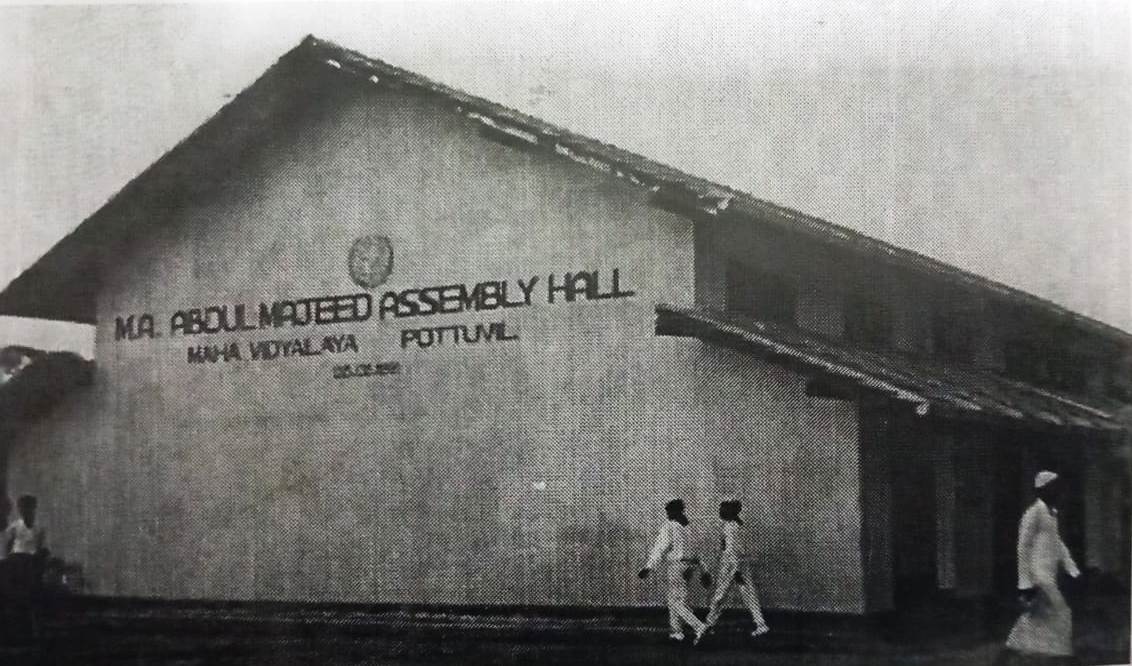 M.A. ABDUL MAJEED ASSEMBLY HALL
MAHA VIDYALAYA POTTUVIL.